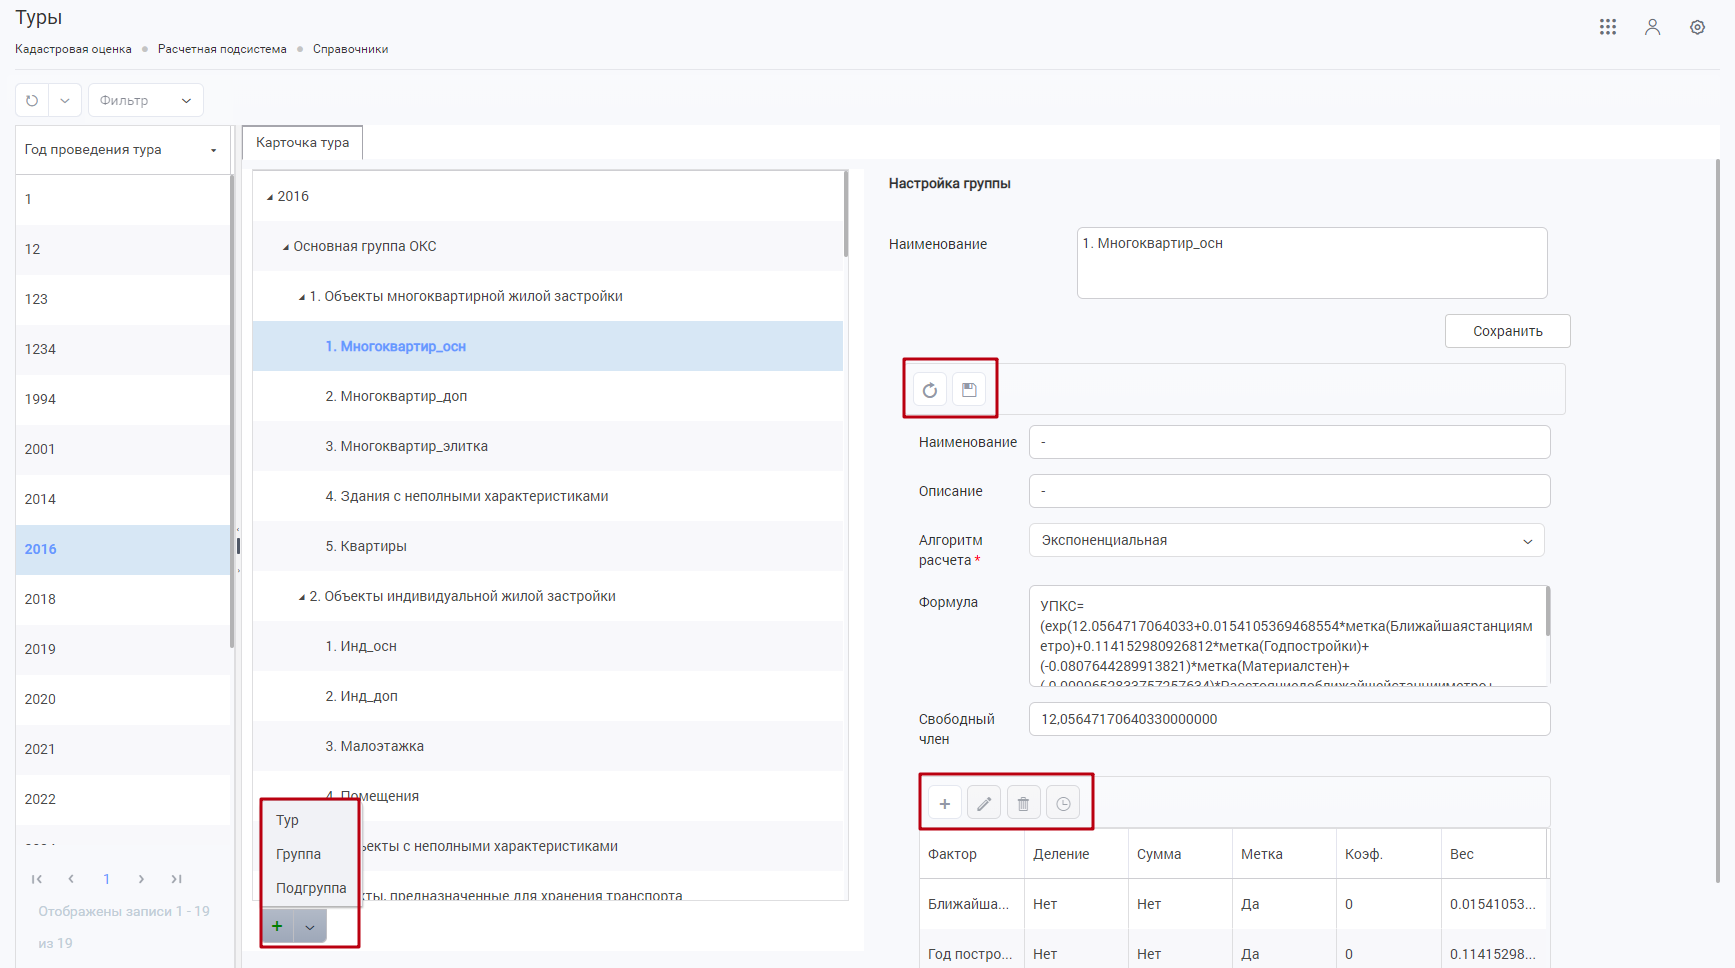 Туры
Кадастровая оценка
Расчетная подсистема
Справочники
Фильтр
Год проведения тура
1
12
123
1234
1994
2001
2014
2016
2018
2019
2020
2021
2022
1
Отображены записи 1 - 19
из 19
Карточка тура
2016
Основная группа ОКС
1. Объекты многоквартирной жилой застройки
1. Многоквартир_осн
2. Многоквартир_доп
3. Многоквартир_элитка
4. Здания с неполными характеристиками
5. Квартиры
2. Объекты индивидуальной жилой застройки
1. Инд_осн
2. Инд_доп
3. Малоэтажка
4. Помещения
с неполными характеристиками
предназначенные для хранения транспорта
Тур
Группа
Подгруппа
Настройка группы
Наименование
1. Многоквартир_осн
Сохранить
Наименование
-
Описание
-
Алгоритм
расчета *
Экспоненциальная
Формула
УПКС=
(exp(12.0564717064033+0.0154105369468554*метка(Ближайшаястанциям
етро)+0.114152980926812*метка(Годпостройки)+
(-0.0807644289913821)*метка(Материалстен)+
Свободный
член
12,05647170640330000000
Фактор Деление Сумма Метка Коэф. Вес
Ближайша... Нет Нет Да 0 0.01541053...
Год постро... Нет Нет Да 0 0.11415298...